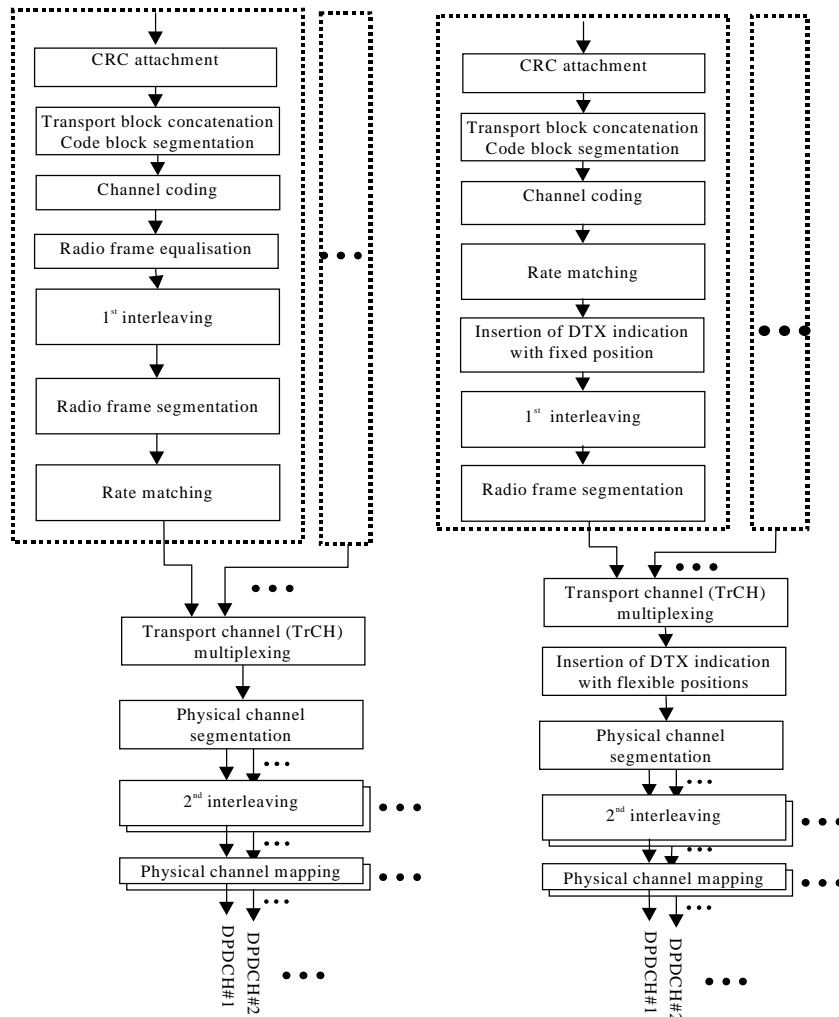 CRC attachment
Transport block concatenation
Code block segmentation
Channel coding
Radio frame equalisation
1st interleaving
Radio frame segmentation
Rate matching
Transport channel (TrCH)
multiplexing
Physical channel
segmentation
2nd interleaving
Physical channel mapping
DPDCH#1
DPDCH#2
CRC attachment
Transport block concatenation
Code block segmentation
Channel coding
Rate matching
Insertion of DTX indication
with fixed position
1st interleaving
Radio frame segmentation
Transport channel (TrCH)
multiplexing
Insertion of DTX indication
with flexible positions
Physical channel
segmentation
2nd interleaving
Physical channel mapping
DPDCH#1
DPDCH#2